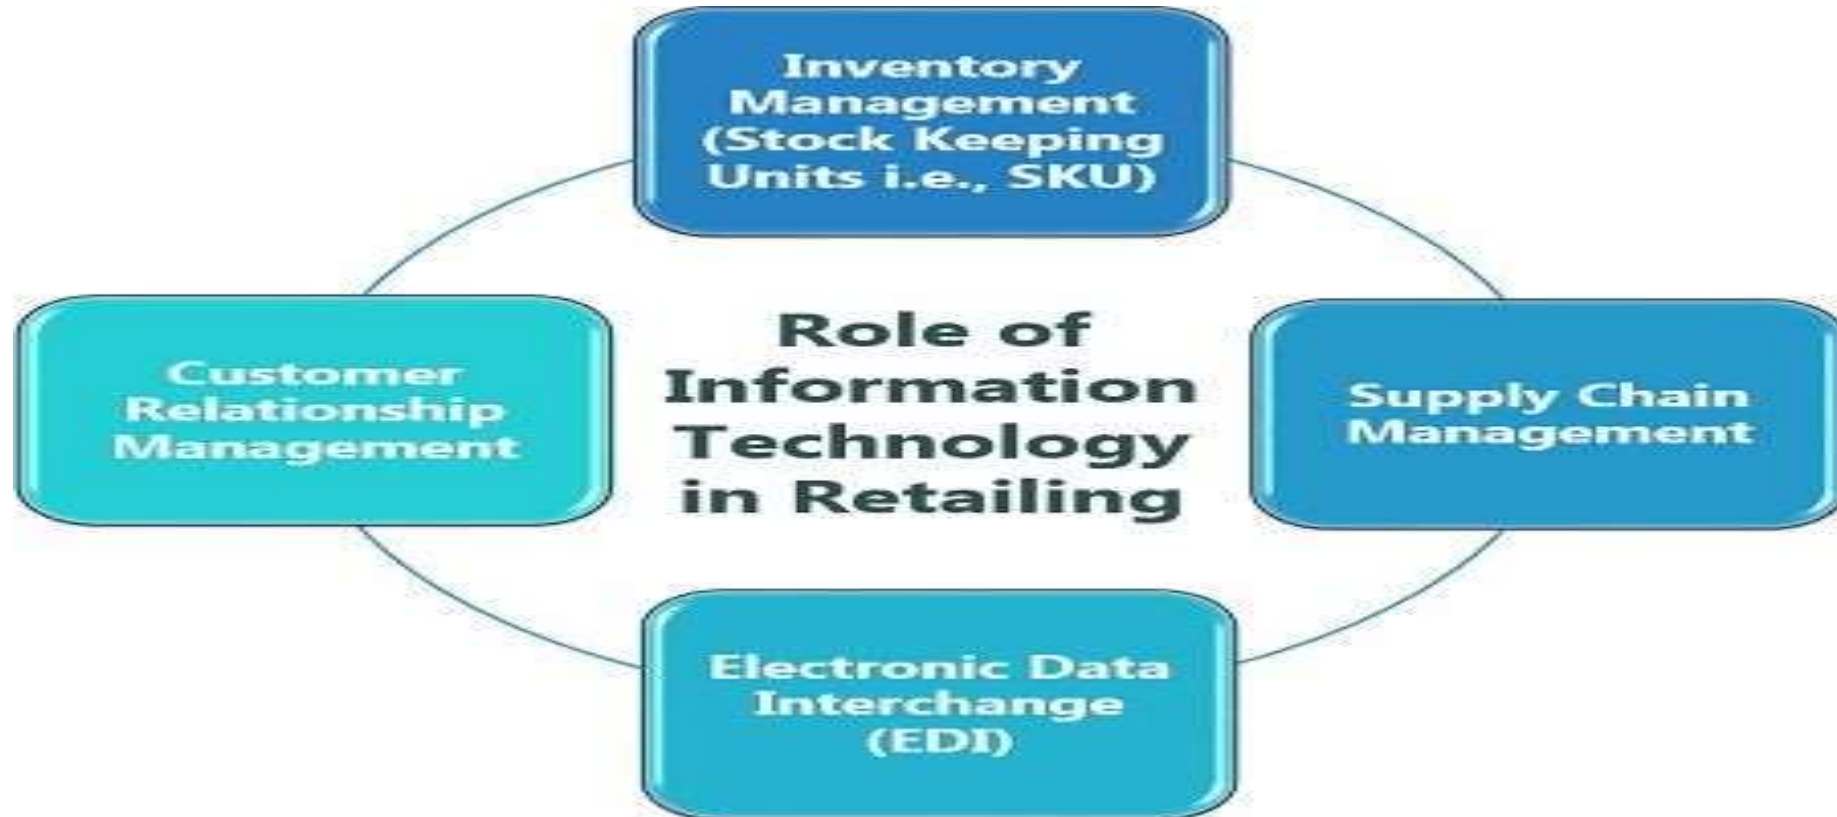 Inventory
Management
(Stock Keeping
Units i.e., SKU)
Customer
Relationship
Management
Role of
Information
Technology
in Retailing
Supply Chain
Management
Electronic Data
Interchange
(EDI)